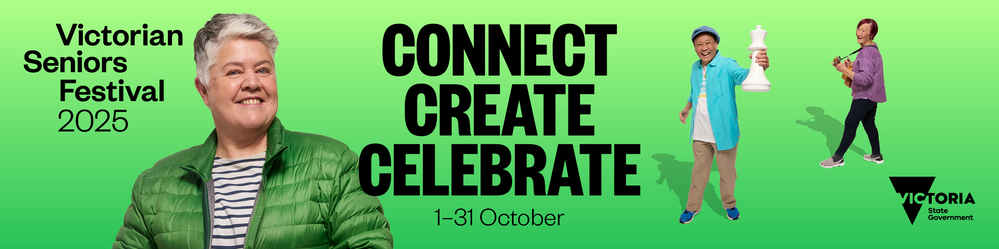 Victorian
Seniors
Festival
2025
CONNECT
CREATE
CELEBRATE
1–31 October
VICTORIA
State
Government